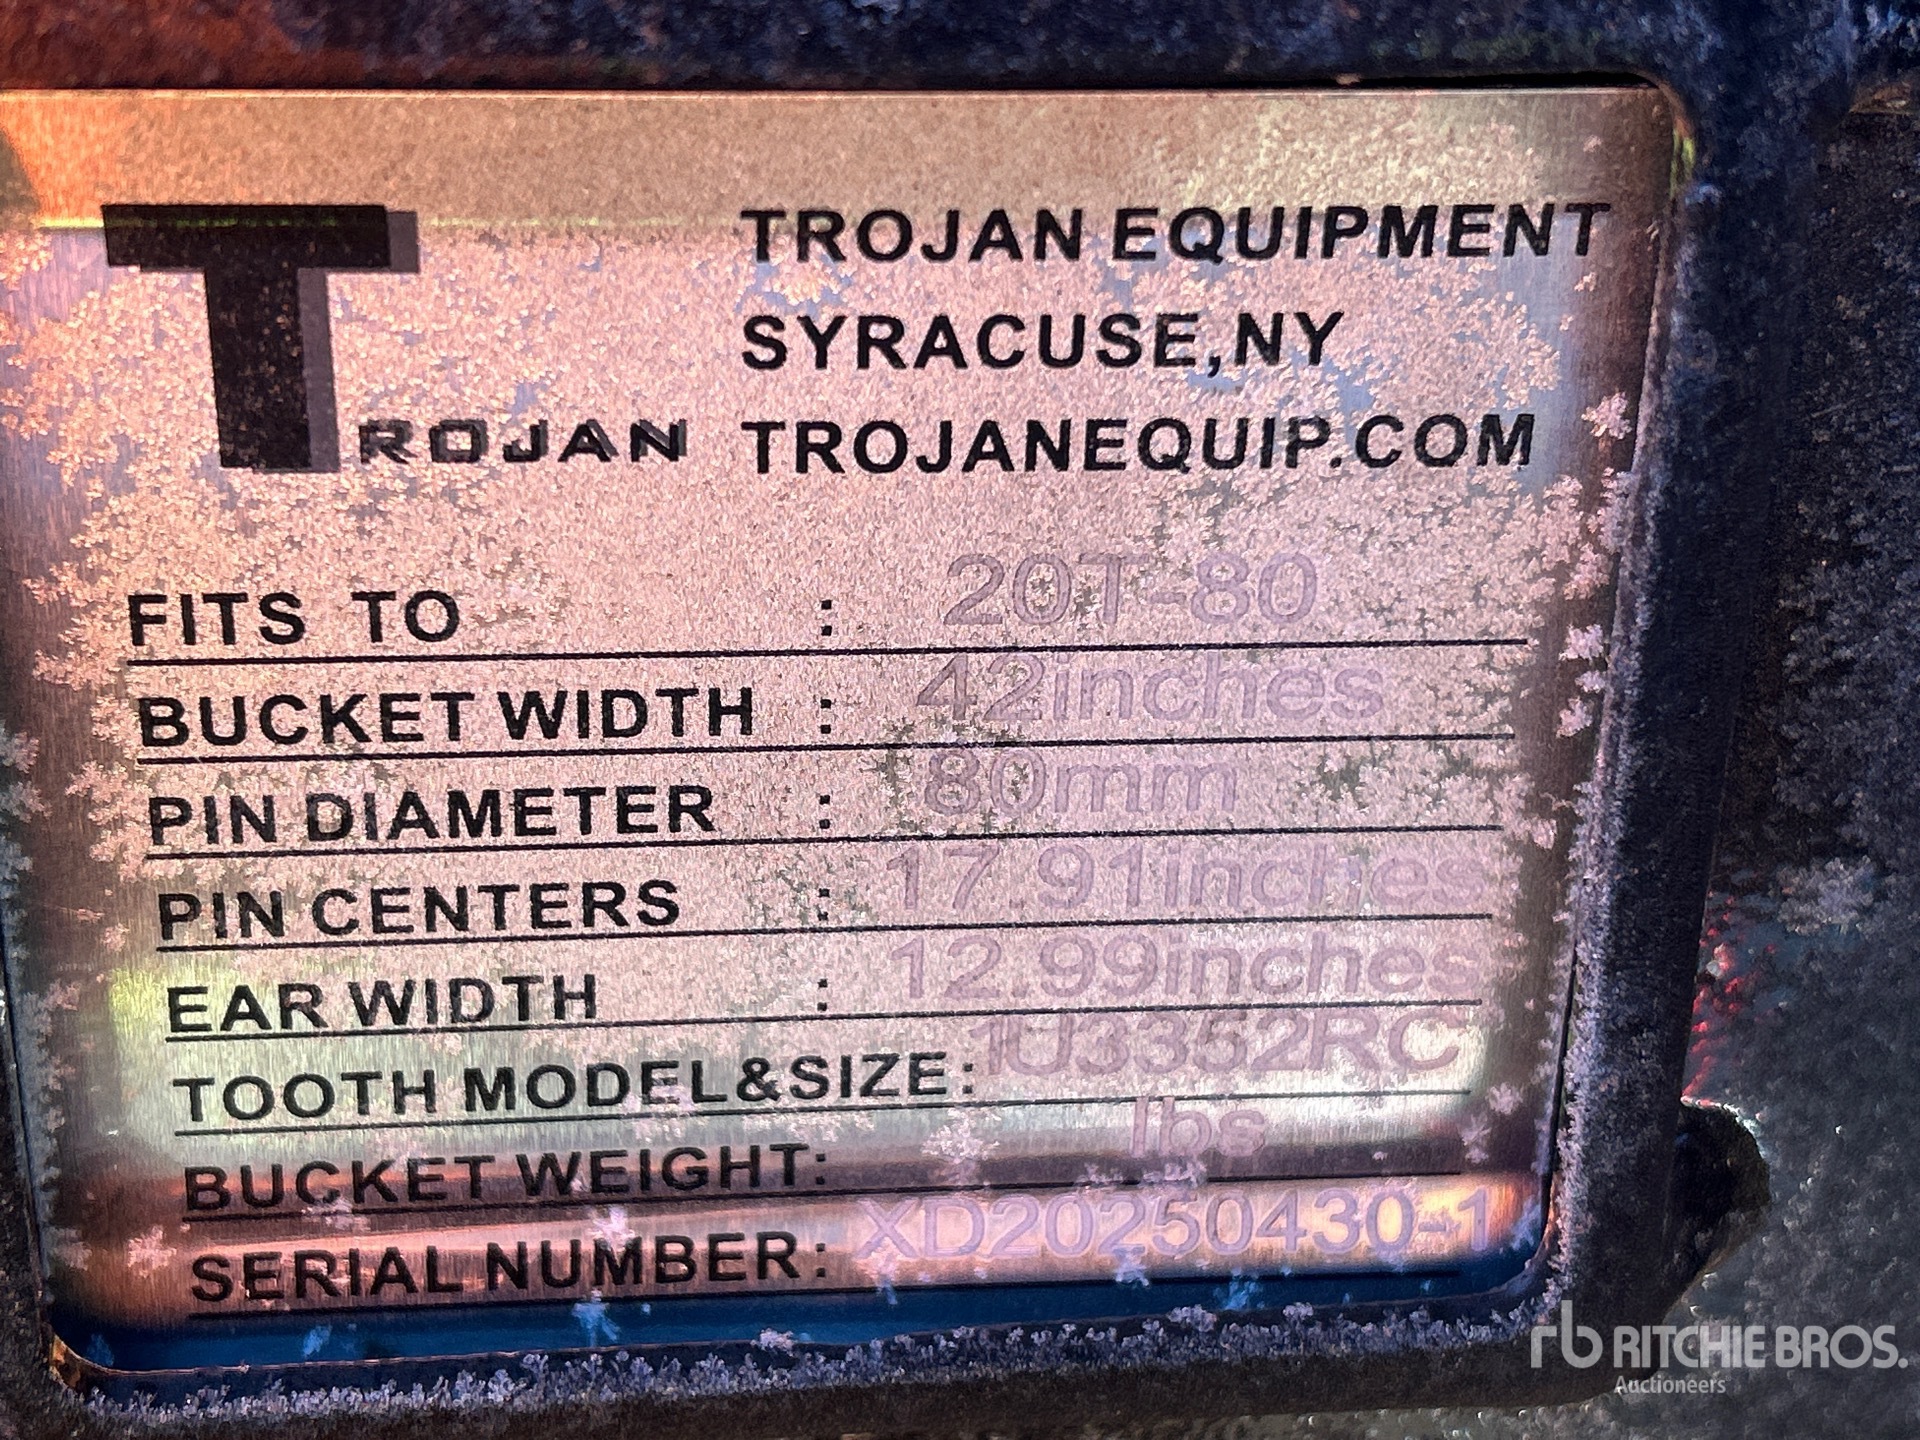 TROJAN
TROJAN EQUIPMENT
SYRACUSE,NY
TROJANEQUIP.COM
FITS TO : 20T-80
BUCKET WIDTH : 42inches
PIN DIAMETER : 80mm
PIN CENTERS : 17.91inches
EAR WIDTH : 12.99inches
TOOTH MODEL&SIZE: 1U3352RC
BUCKET WEIGHT: lbs
SERIAL NUMBER: XD20250430-1
rb RITCHIE BROS.
Auctioneers